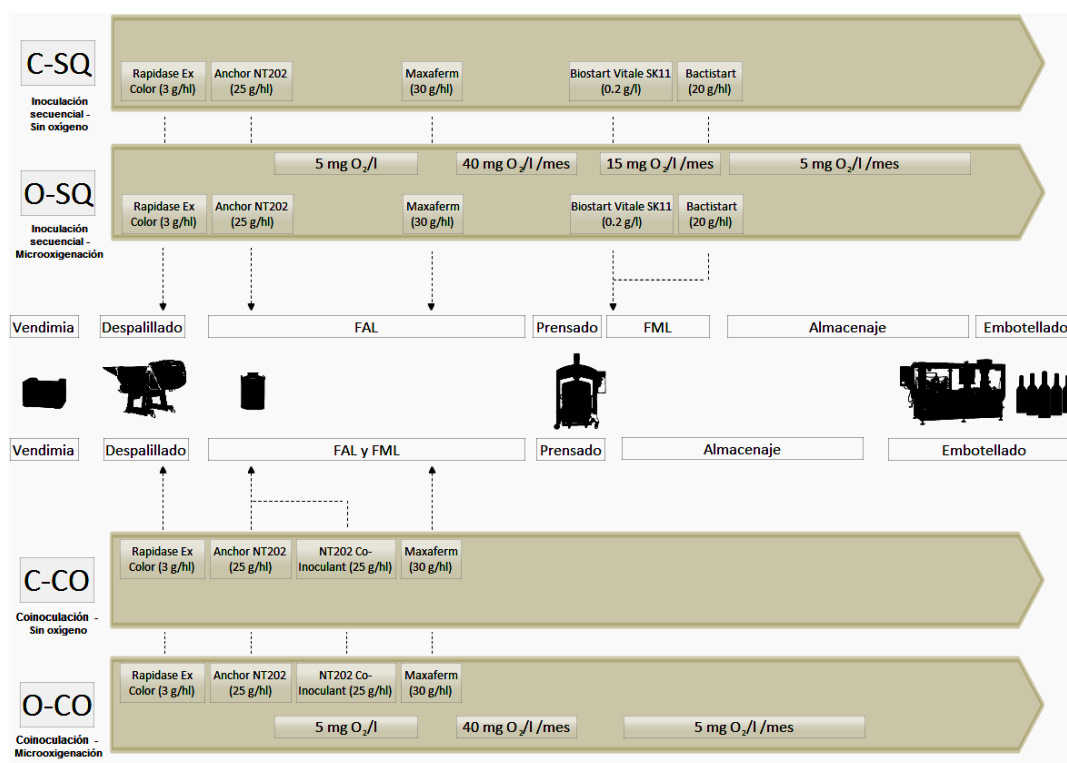 C-SQ
Inoculación
secuencial -
Sin oxígeno
Rapidase Ex
Color (3 g/hl)
Anchor NT202
(25 g/hl)
Maxaferm
(30 g/hl)
Biostart Vitale SK11
(0.2 g/l)
Bactistart
(20 g/hl)
O-SQ
Inoculación
secuencial -
Microoxigenación
5 mg O₂/l
40 mg O₂/l /mes
15 mg O₂/l /mes
5 mg O₂/l /mes
Rapidase Ex
Color (3 g/hl)
Anchor NT202
(25 g/hl)
Maxaferm
(30 g/hl)
Biostart Vitale SK11
(0.2 g/l)
Bactistart
(20 g/hl)
Vendimia
Despalillado
FAL
Prensado
FML
Almacenaje
Embotellado
Vendimia
Despalillado
FAL y FML
Prensado
Almacenaje
Embotellado
C-CO
Coinoculación -
Sin oxígeno
Rapidase Ex
Color (3 g/hl)
Anchor NT202
(25 g/hl)
NT202 Co-
Inoculant (25 g/hl)
Maxaferm
(30 g/hl)
O-CO
Coinoculación -
Microoxigenación
Rapidase Ex
Color (3 g/hl)
Anchor NT202
(25 g/hl)
NT202 Co-
Inoculant (25 g/hl)
Maxaferm
(30 g/hl)
5 mg O₂/l
40 mg O₂/l /mes
5 mg O₂/l /mes